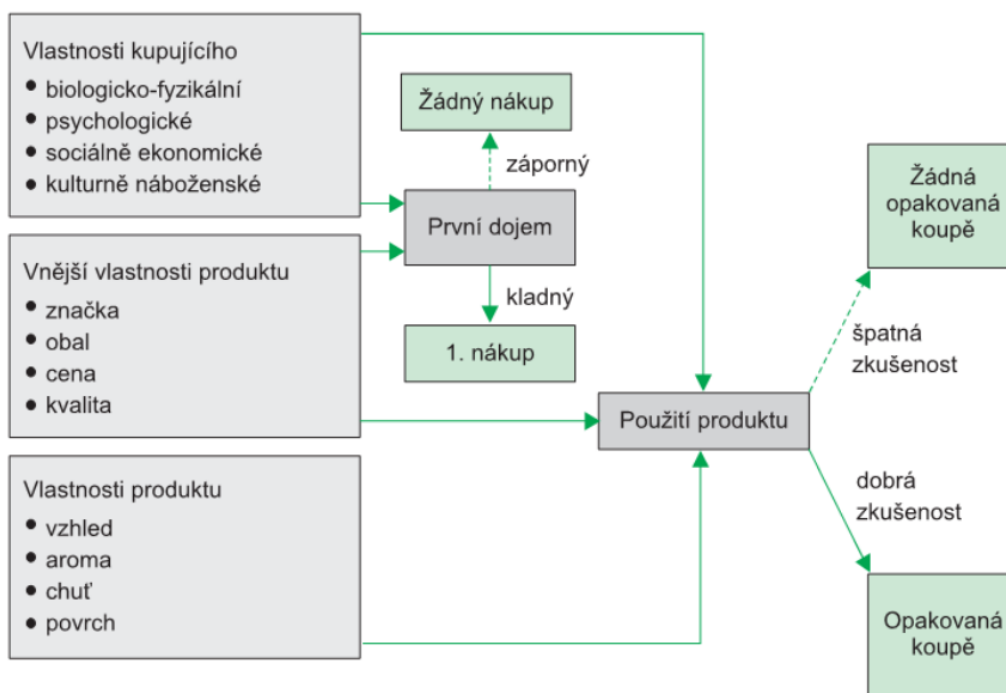 Vlastnosti kupujícího
• biologicko-fyzikální
• psychologické
• sociálně ekonomické
• kulturně náboženské
Vnější vlastnosti produktu
• značka
• obal
• cena
• kvalita
Vlastnosti produktu
• vzhled
• aroma
• chuť
• povrch
Žádný nákup
záporný
První dojem
kladný
1. nákup
Použití produktu
Žádná
opakovaná
koupě
špatná
zkušenost
dobrá
zkušenost
Opakovaná
koupě